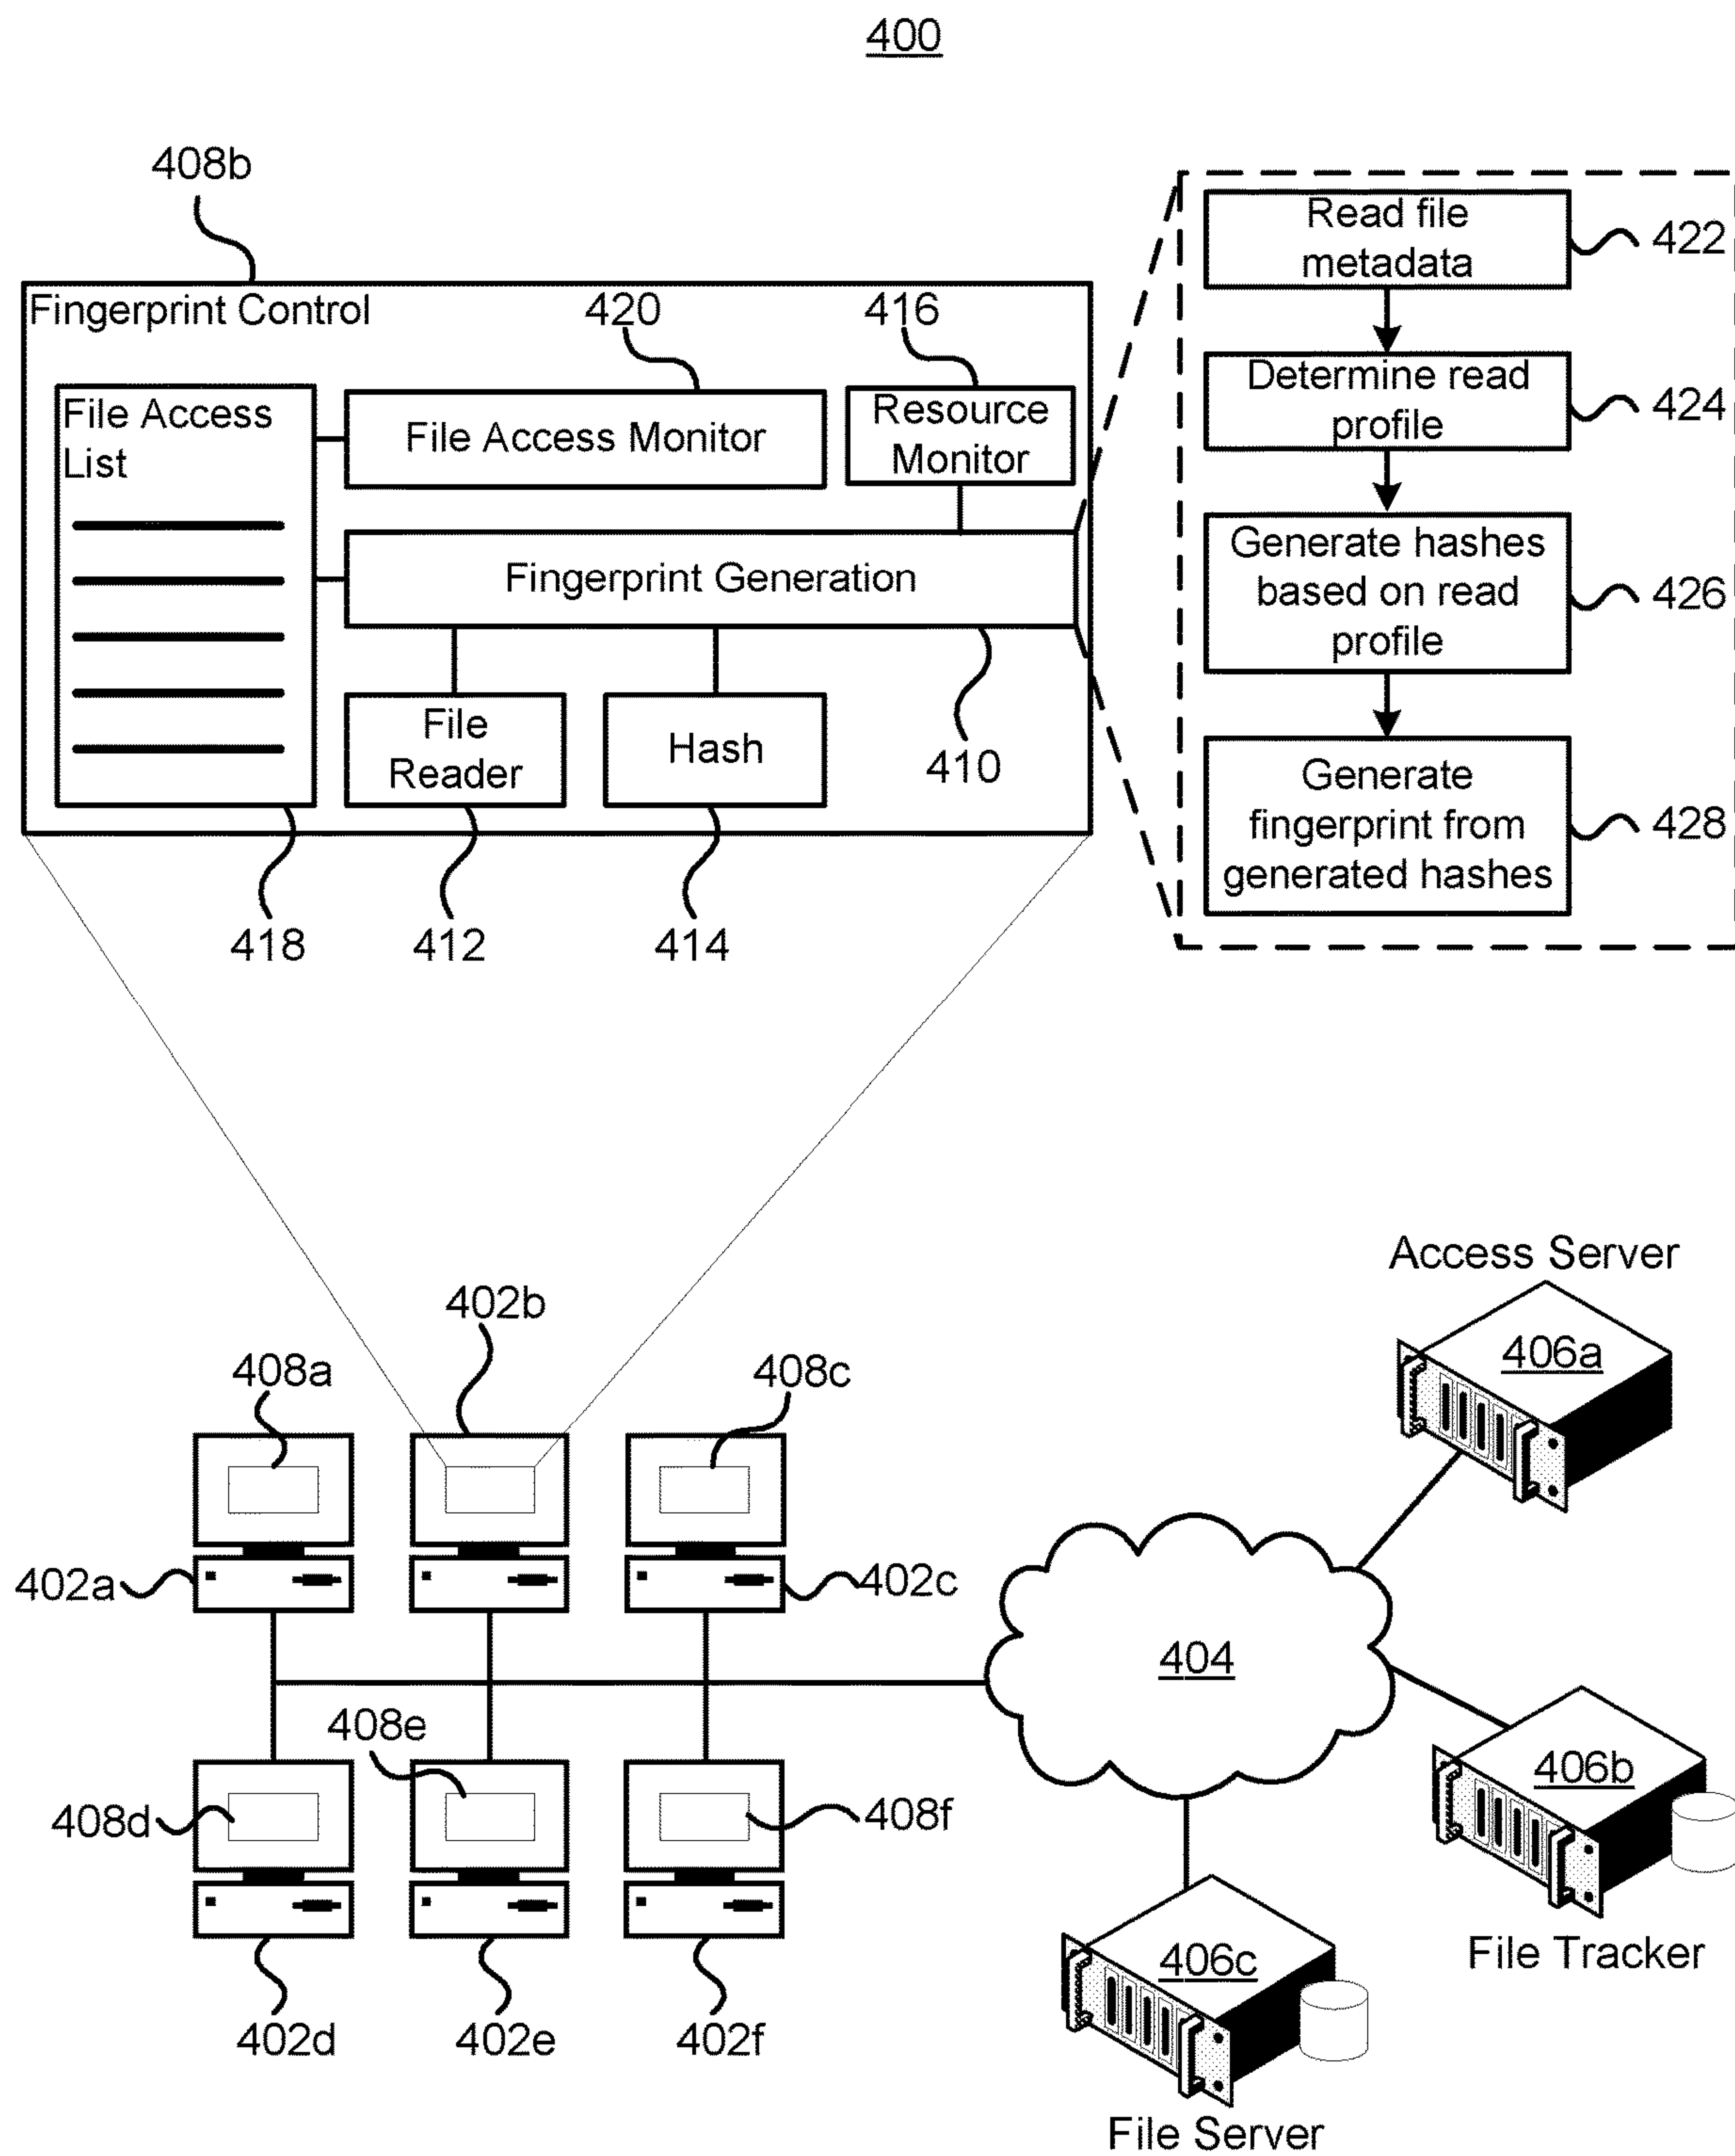 400
408b
Fingerprint Control
420
416
File Access
List
File Access Monitor
Resource
Monitor
Fingerprint Generation
File
Reader
Hash
410
418
412
414
Read file
metadata
422
Determine read
profile
424
Generate hashes
based on read
profile
426
Generate
fingerprint from
generated hashes
428
402b
408a
408c
402a
402c
408e
408d
408f
402d
402e
402f
404
Access Server
406a
406b
File Tracker
406c
File Server